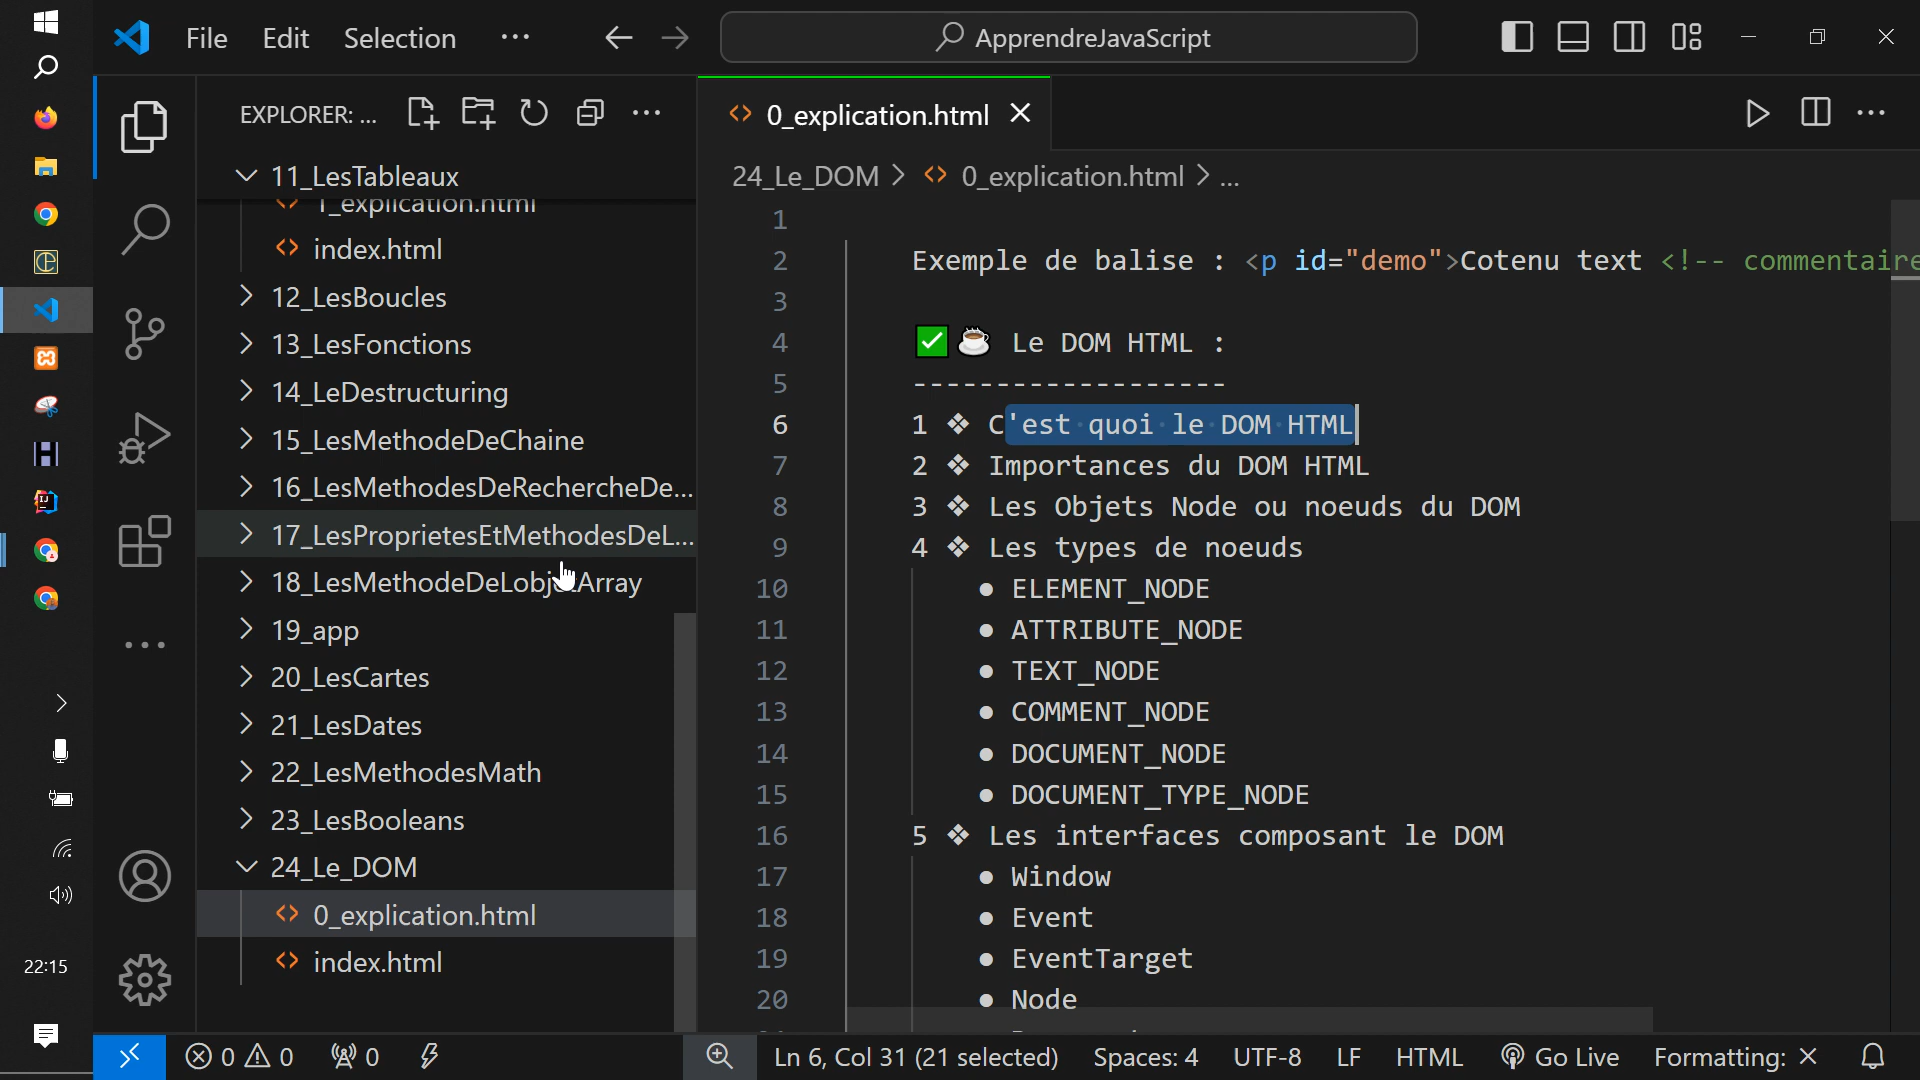 File Edit Selection ··· ApprendreJavaScript
EXPLORER: ...
0_explication.html
24_Le_DOM > 0_explication.html > ...
11_LesTableaux
1_explication.html
index.html
12_LesBoucles
13_LesFonctions
14_LeDestructuring
15_LesMethodeDeChaine
16_LesMethodesDeRechercheDe...
17_LesProprietesEtMethodesDeL...
18_LesMethodeDeLobjetArray
19_app
20_LesCartes
21_LesDates
22_LesMethodesMath
23_LesBooleans
24_Le_DOM
0_explication.html
index.html
1
2 Exemple de balise : <p id="demo">Cotenu text <!-- commentaire
3
4 ✅☕ Le DOM HTML :
5 -------------------
6 1 ❖ C'est quoi le DOM HTML
7 2 ❖ Importances du DOM HTML
8 3 ❖ Les Objets Node ou noeuds du DOM
9 4 ❖ Les types de noeuds
10 ● ELEMENT_NODE
11 ● ATTRIBUTE_NODE
12 ● TEXT_NODE
13 ● COMMENT_NODE
14 ● DOCUMENT_NODE
15 ● DOCUMENT_TYPE_NODE
16 5 ❖ Les interfaces composant le DOM
17 ● Window
18 ● Event
19 ● EventTarget
20 ● Node
22:15
0 0 0 Ln 6, Col 31 (21 selected) Spaces: 4 UTF-8 LF HTML Go Live Formatting: ×